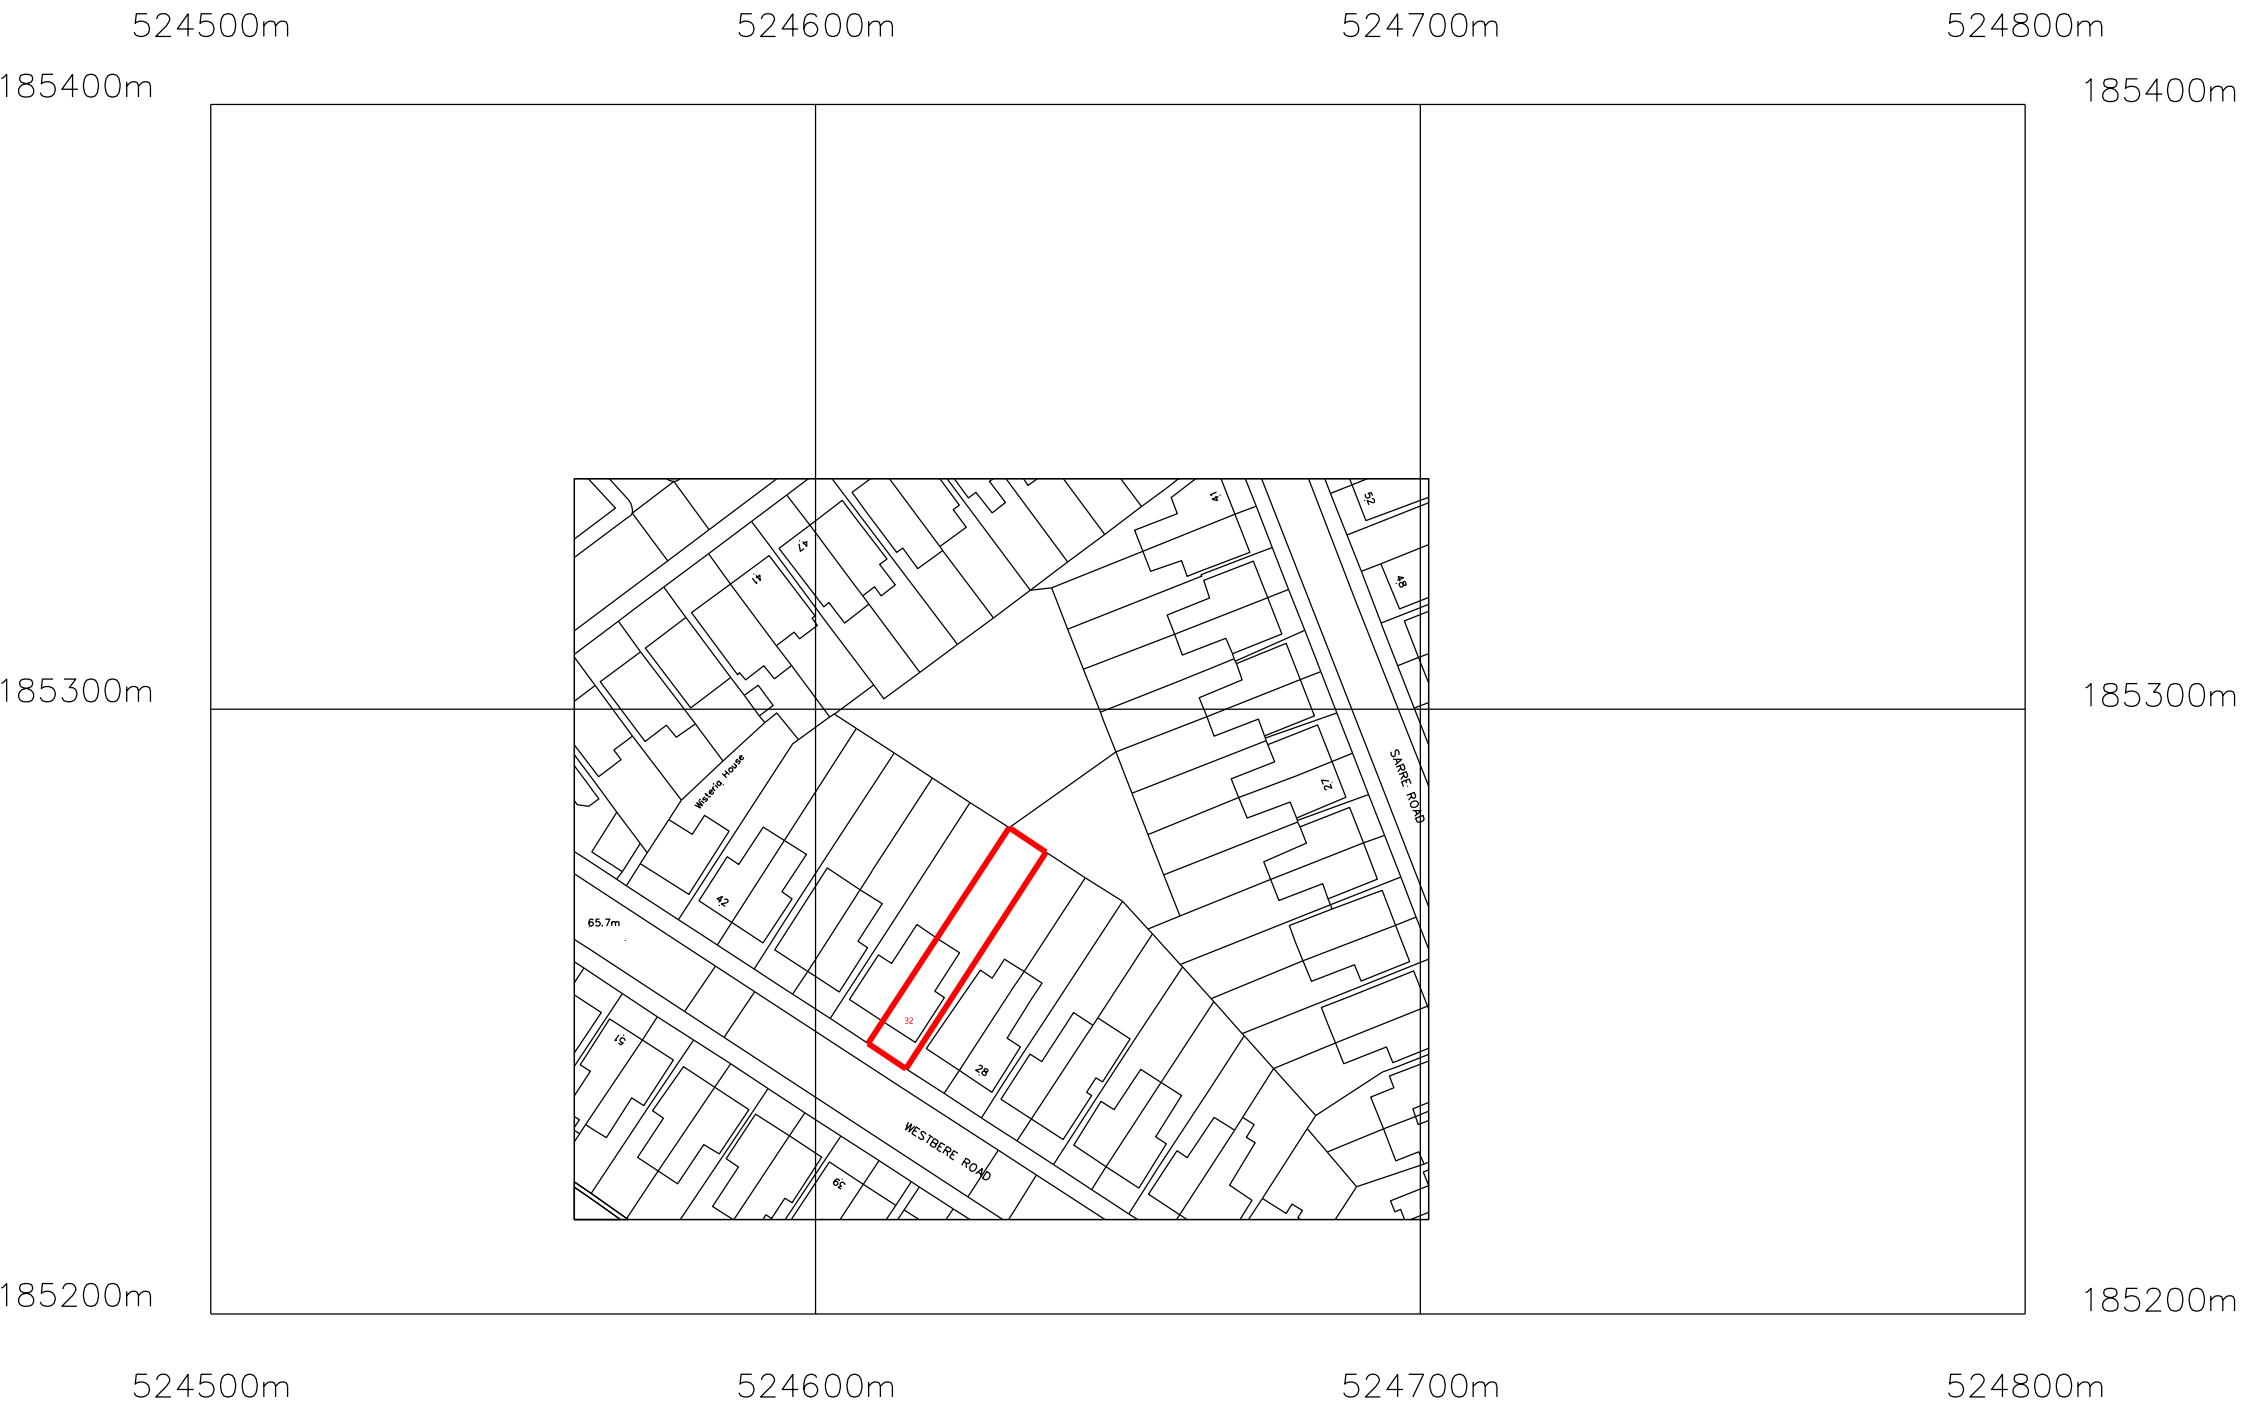 524500m 524600m 524700m 524800m
185400m 185400m
41 52
47
41 48
185300m 185300m
Wisteria House
27
SARRE ROAD
42
65.7m
32
51
28
WESTBERE ROAD
39
185200m 185200m
524500m 524600m 524700m 524800m